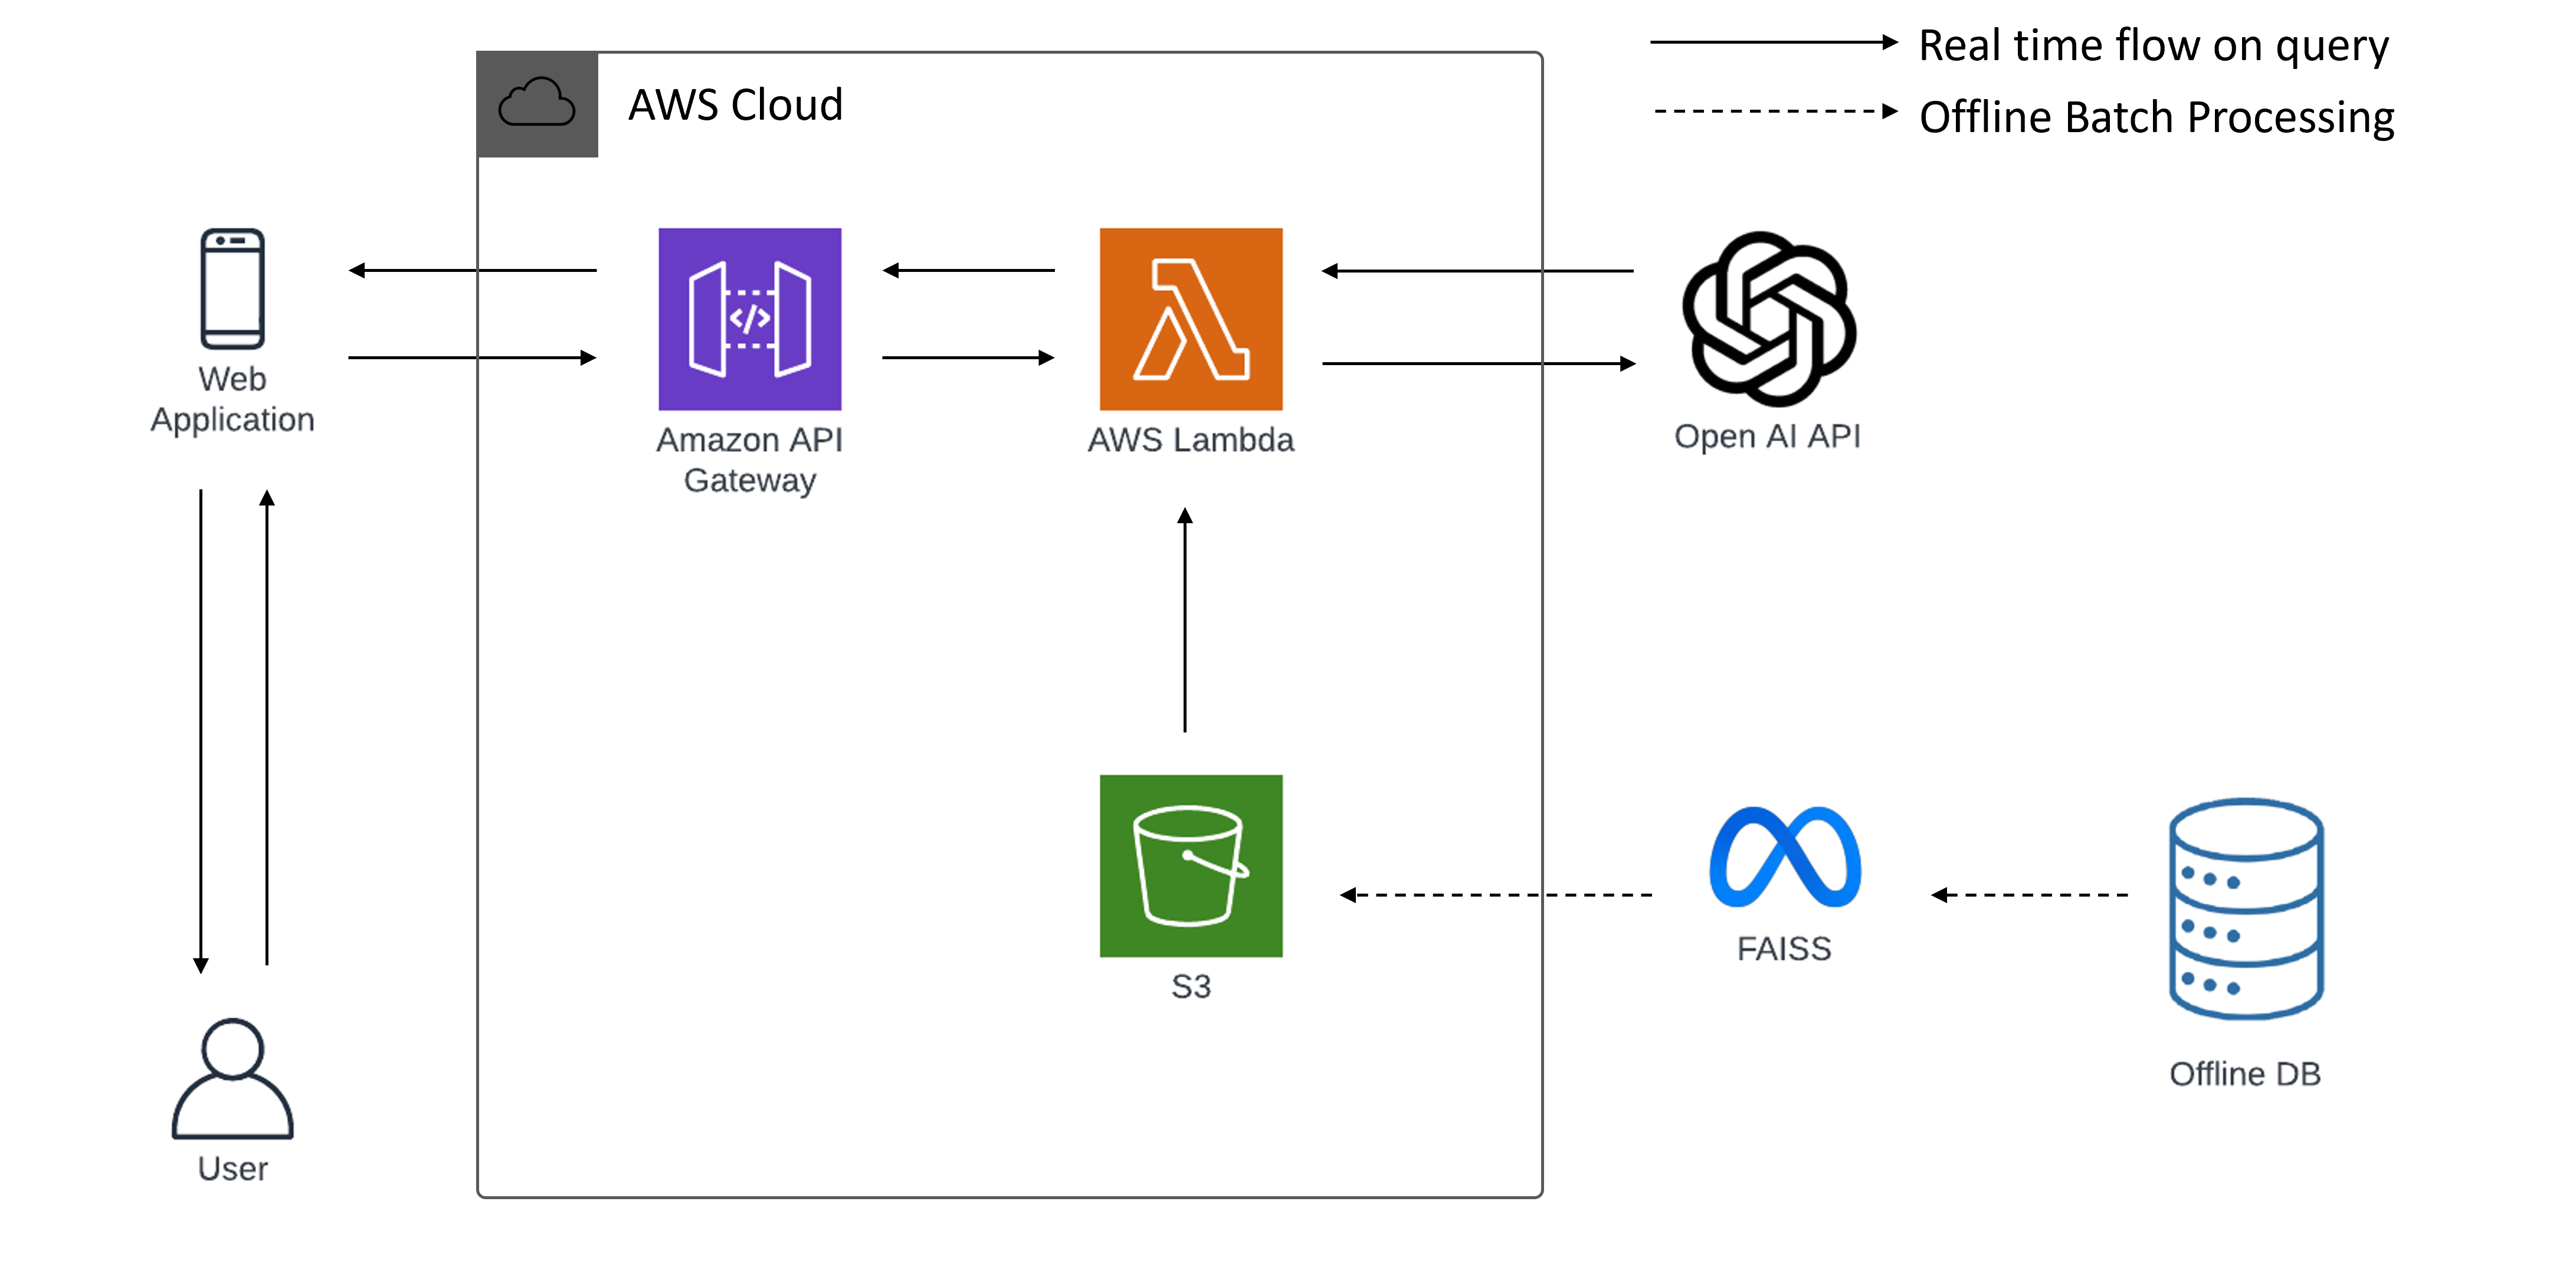 Real time flow on query
Offline Batch Processing
AWS Cloud
Web
Application
Amazon API
Gateway
</>
AWS Lambda
Open AI API
S3
FAISS
Offline DB
User